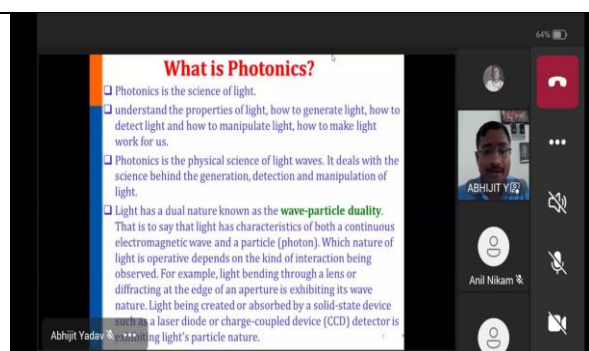 64%
What is Photonics?
❑ Photonics is the science of light.
❑ understand the properties of light, how to generate light, how to
detect light and how to manipulate light, how to make light
work for us.
❑ Photonics is the physical science of light waves. It deals with the
science behind the generation, detection and manipulation of
light.
❑ Light has a dual nature known as the wave-particle duality.
That is to say that light has characteristics of both a continuous
electromagnetic wave and a particle (photon). Which nature of
light is operative depends on the kind of interaction being
observed. For example, light bending through a lens or
diffracting at the edge of an aperture is exhibiting its wave
nature. Light being created or absorbed by a solid-state device
such as a laser diode or charge-coupled device (CCD) detector is
exhibiting light's particle nature.
Abhijit Yadav
ABHIJIT Y
Anil Nikam